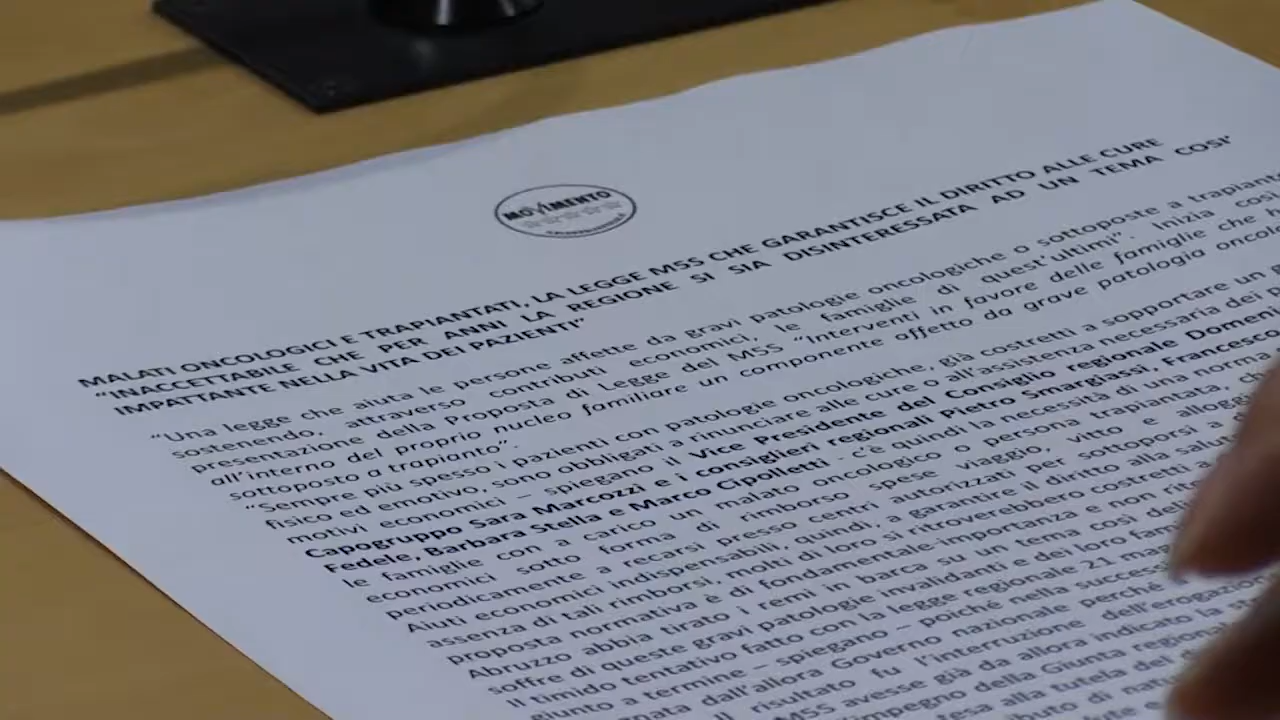 MOVIMENTO
MALATI ONCOLOGICI E TRAPIANTATI, LA LEGGE M5S CHE GARANTISCE IL DIRITTO ALLE CURE
“INACCETTABILE CHE PER ANNI LA REGIONE SI SIA DISINTERESSATA AD UN TEMA COSI’
IMPATTANTE NELLA VITA DEI PAZIENTI”
“Una legge che aiuta le persone affette da gravi patologie oncologiche o sottoposte a trapianto
sostenendo, attraverso contributi economici, le famiglie di quest'ultimi”. Inizia così
presentazione della Proposta di Legge del M5S “Interventi in favore delle famiglie che
all’interno del proprio nucleo familiare un componente affetto da grave patologia
sottoposto a trapianto”.
“Sempre più spesso i pazienti con patologie oncologiche, già costretti a sopportare un
fisico ed emotivo, sono obbligati a rinunciare alle cure o all’assistenza necessaria dei
motivi economici – spiegano il Vice Presidente del Consiglio regionale
Capogruppo Sara Marcozzi e i consiglieri regionali Pietro Smargiassi, Francesco
Fedele, Barbara Stella e Marco Cipolletti - c’è quindi la necessità di una
le famiglie con a carico un malato oncologico o persona trapiantata,
economici sotto forma di rimborso spese viaggio, vitto e
periodicamente a recarsi presso centri autorizzati per sottoporsi a
Aiuti economici indispensabili, quindi, a garantire il diritto alla salute
assenza di tali rimborsi, molti di loro si ritroverebbero costretti a
proposta normativa è di fondamentale importanza e non
Abruzzo abbia tirato i remi in barca su un tema così
soffre di queste gravi patologie invalidanti e dei loro
Il timido tentativo fatto con la legge regionale 21
giunto a termine – spiegano – poiché nella
dall’allora Governo nazionale perché
risultato fu l’interruzione
M5S avesse già da allora indicato la
della Giunta
alla tutela